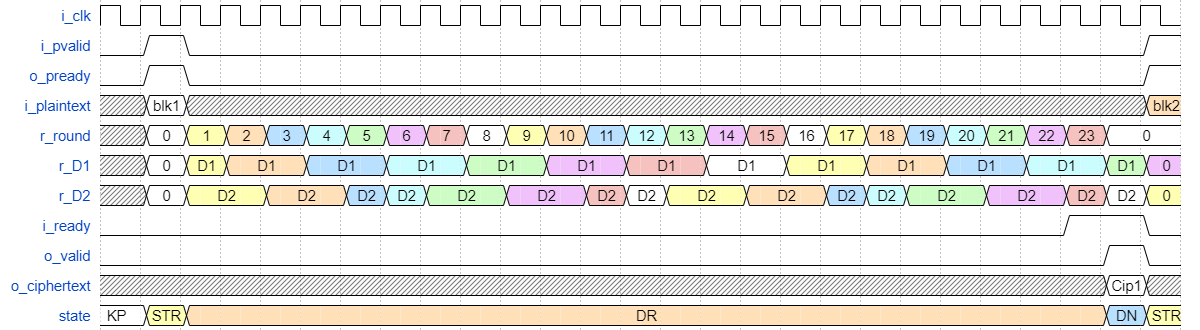 i_clk
i_pvalid
o_pready
i_plaintext blk1 blk2
r_round 0 1 2 3 4 5 6 7 8 9 10 11 12 13 14 15 16 17 18 19 20 21 22 23 0
r_D1 0 D1 D1 D1 D1 D1 D1 D1 D1 D1 D1 D1 D1 D1 0
r_D2 0 D2 D2 D2 D2 D2 D2 D2 D2 D2 D2 D2 D2 D2 D2 D2 D2 D2 0
i_ready
o_valid
o_ciphertext Cip1
state KP STR DR DN STR